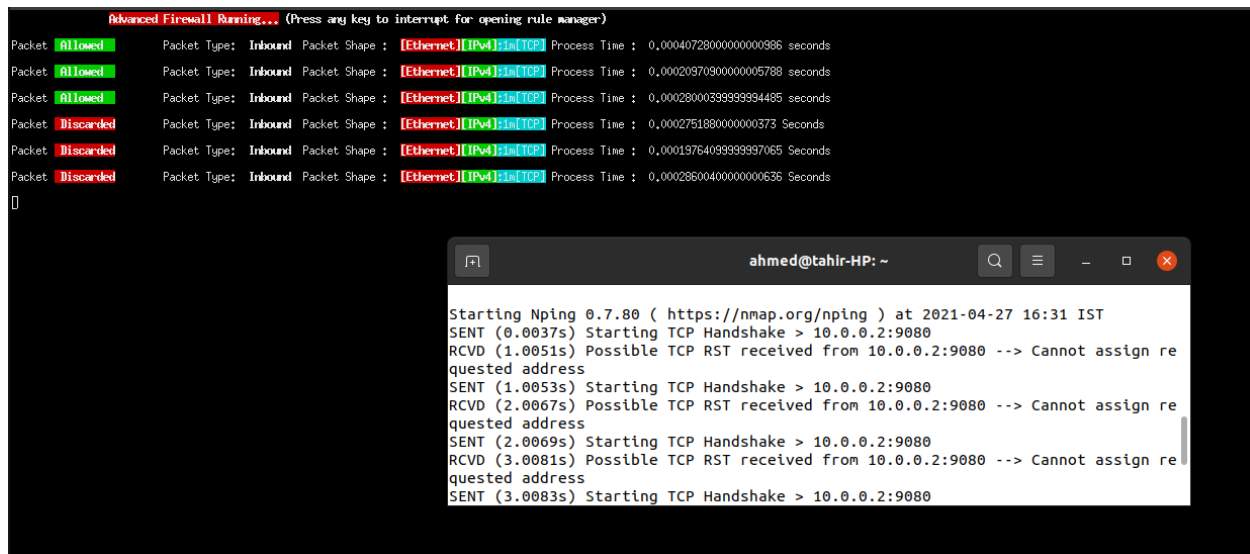 Advanced Firewall Running... (Press any key to interrupt for opening rule manager)
Packet Allowed Packet Type: Inbound Packet Shape : [Ethernet][IPv4];1m[TCP] Process Time : 0.00040728000000000986 seconds
Packet Allowed Packet Type: Inbound Packet Shape : [Ethernet][IPv4];1m[TCP] Process Time : 0.00020970900000005788 seconds
Packet Allowed Packet Type: Inbound Packet Shape : [Ethernet][IPv4];1m[TCP] Process Time : 0.00028000399999994485 seconds
Packet Discarded Packet Type: Inbound Packet Shape : [Ethernet][IPv4];1m[TCP] Process Time : 0.0002751880000000373 Seconds
Packet Discarded Packet Type: Inbound Packet Shape : [Ethernet][IPv4];1m[TCP] Process Time : 0.00019764099999997065 Seconds
Packet Discarded Packet Type: Inbound Packet Shape : [Ethernet][IPv4];1m[TCP] Process Time : 0.00028600400000000636 Seconds
ahmed@tahir-HP: ~
Starting Nping 0.7.80 ( https://nmap.org/nping ) at 2021-04-27 16:31 IST
SENT (0.0037s) Starting TCP Handshake > 10.0.0.2:9080
RCVD (1.0051s) Possible TCP RST received from 10.0.0.2:9080 --> Cannot assign re
quested address
SENT (1.0053s) Starting TCP Handshake > 10.0.0.2:9080
RCVD (2.0067s) Possible TCP RST received from 10.0.0.2:9080 --> Cannot assign re
quested address
SENT (2.0069s) Starting TCP Handshake > 10.0.0.2:9080
RCVD (3.0081s) Possible TCP RST received from 10.0.0.2:9080 --> Cannot assign re
quested address
SENT (3.0083s) Starting TCP Handshake > 10.0.0.2:9080